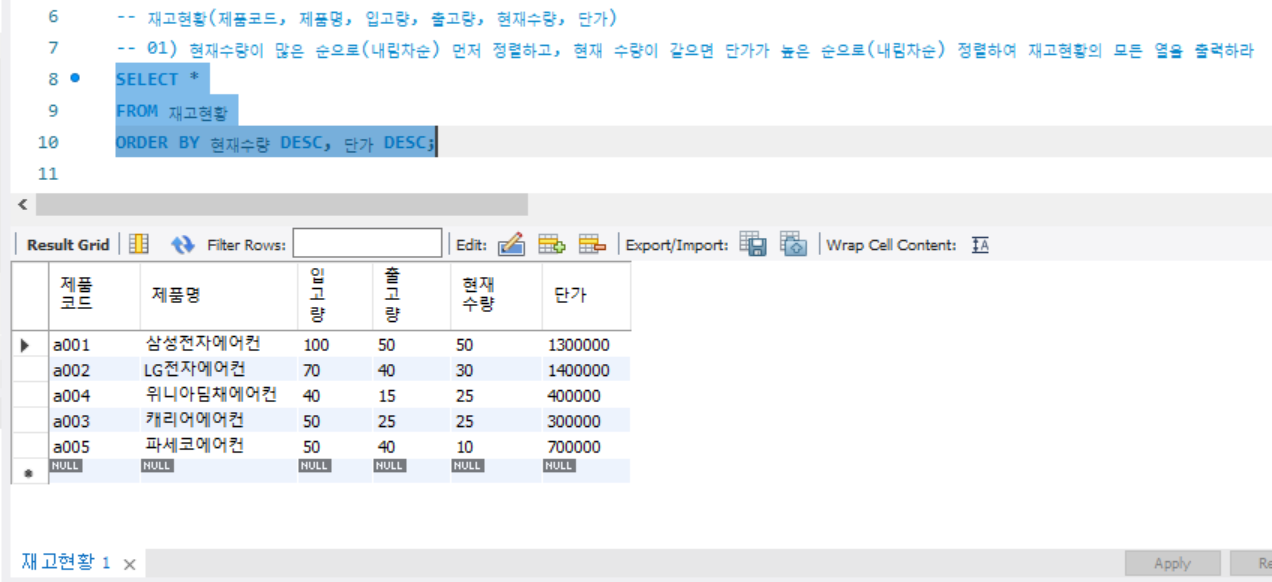 6 -- 재고현황(제품코드, 제품명, 입고량, 출고량, 현재수량, 단가)
7 -- 01) 현재수량이 많은 순으로(내림차순) 먼저 정렬하고, 현재 수량이 같으면 단가가 높은 순으로(내림차순) 정렬하여 재고현황의 모든 열을 출력하라
8 SELECT *
9 FROM 재고현황
10 ORDER BY 현재수량 DESC, 단가 DESC;
11
Result Grid Filter Rows: Edit: Export/Import: Wrap Cell Content:
제품코드 제품명 입고량 출고량 현재수량 단가
a001 삼성전자에어컨 100 50 50 1300000
a002 LG전자에어컨 70 40 30 1400000
a004 위니아딤채에어컨 40 15 25 400000
a003 캐리어에어컨 50 25 25 300000
a005 파세코에어컨 50 40 10 700000
NULL NULL NULL NULL NULL NULL
재고현황 1 Apply Re